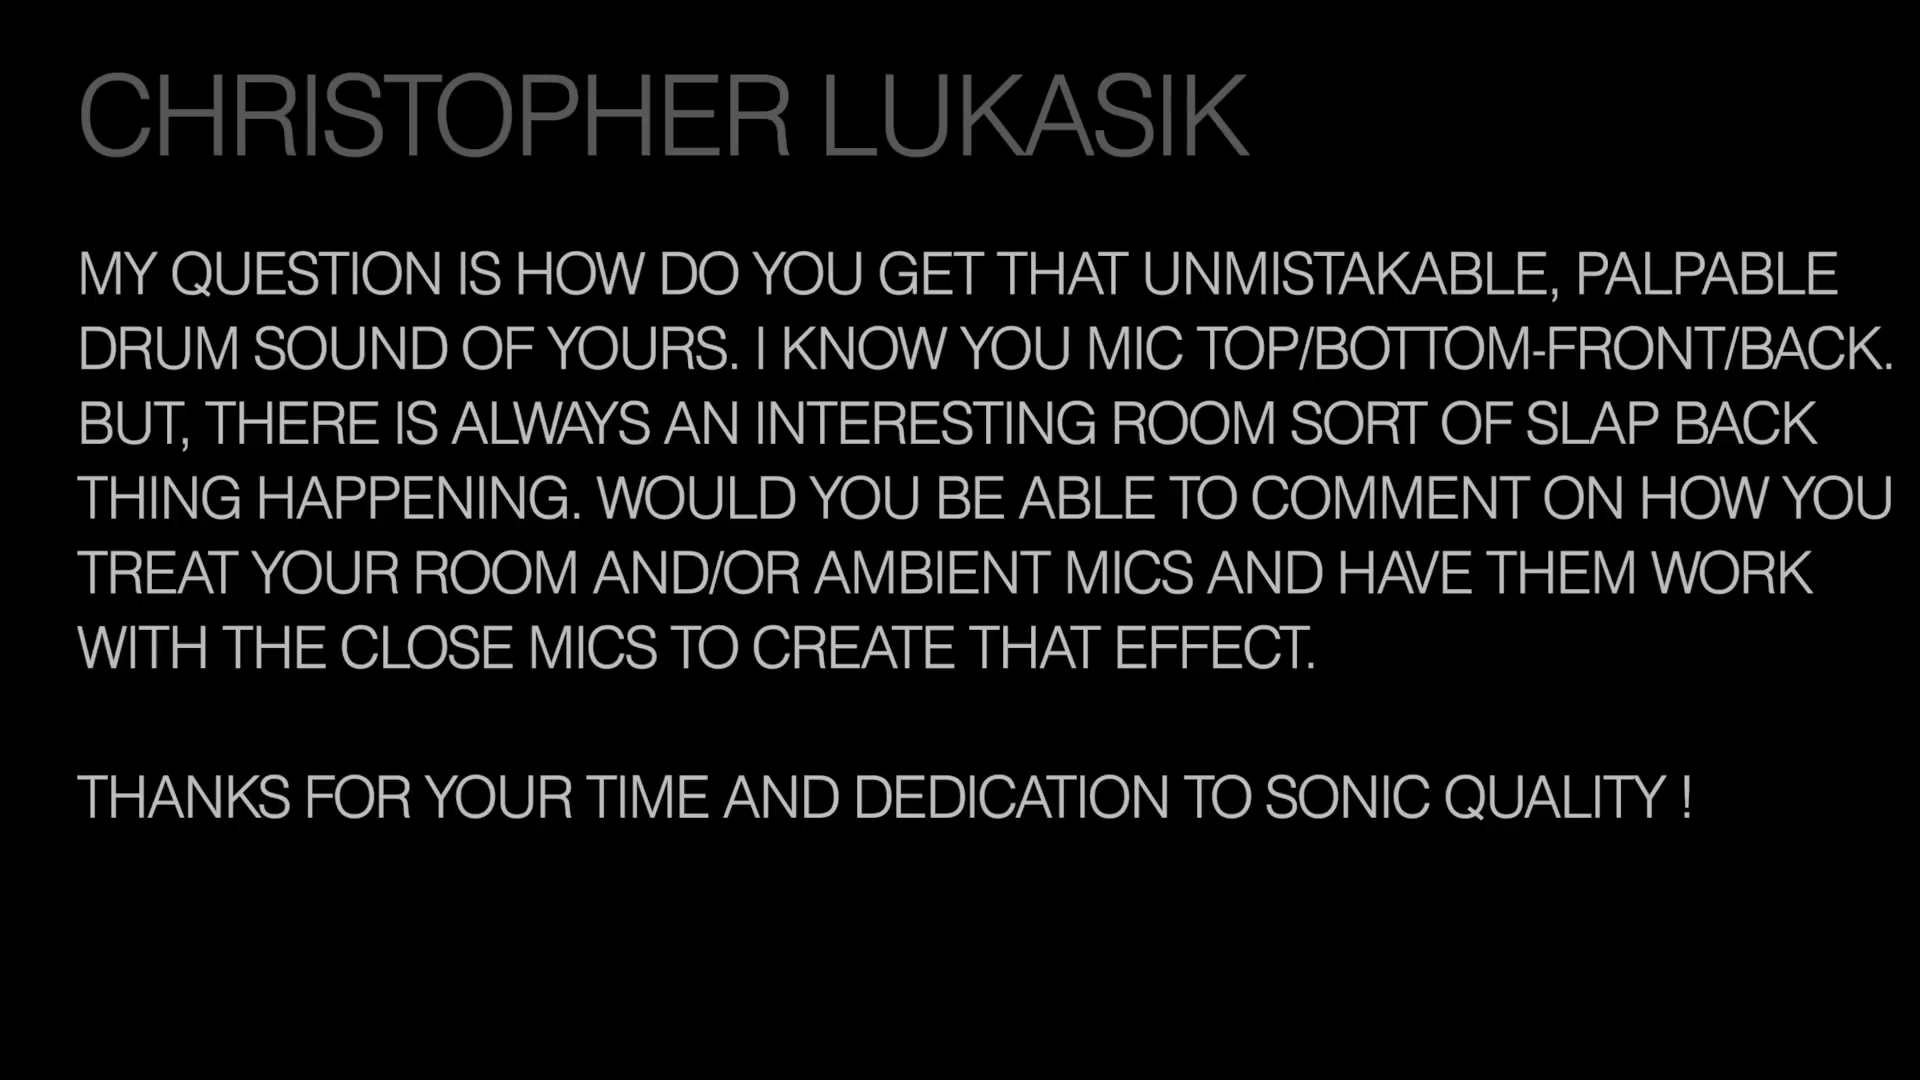 CHRISTOPHER LUKASIK
MY QUESTION IS HOW DO YOU GET THAT UNMISTAKABLE, PALPABLE
DRUM SOUND OF YOURS. I KNOW YOU MIC TOP/BOTTOM-FRONT/BACK.
BUT, THERE IS ALWAYS AN INTERESTING ROOM SORT OF SLAP BACK
THING HAPPENING. WOULD YOU BE ABLE TO COMMENT ON HOW YOU
TREAT YOUR ROOM AND/OR AMBIENT MICS AND HAVE THEM WORK
WITH THE CLOSE MICS TO CREATE THAT EFFECT.
THANKS FOR YOUR TIME AND DEDICATION TO SONIC QUALITY !